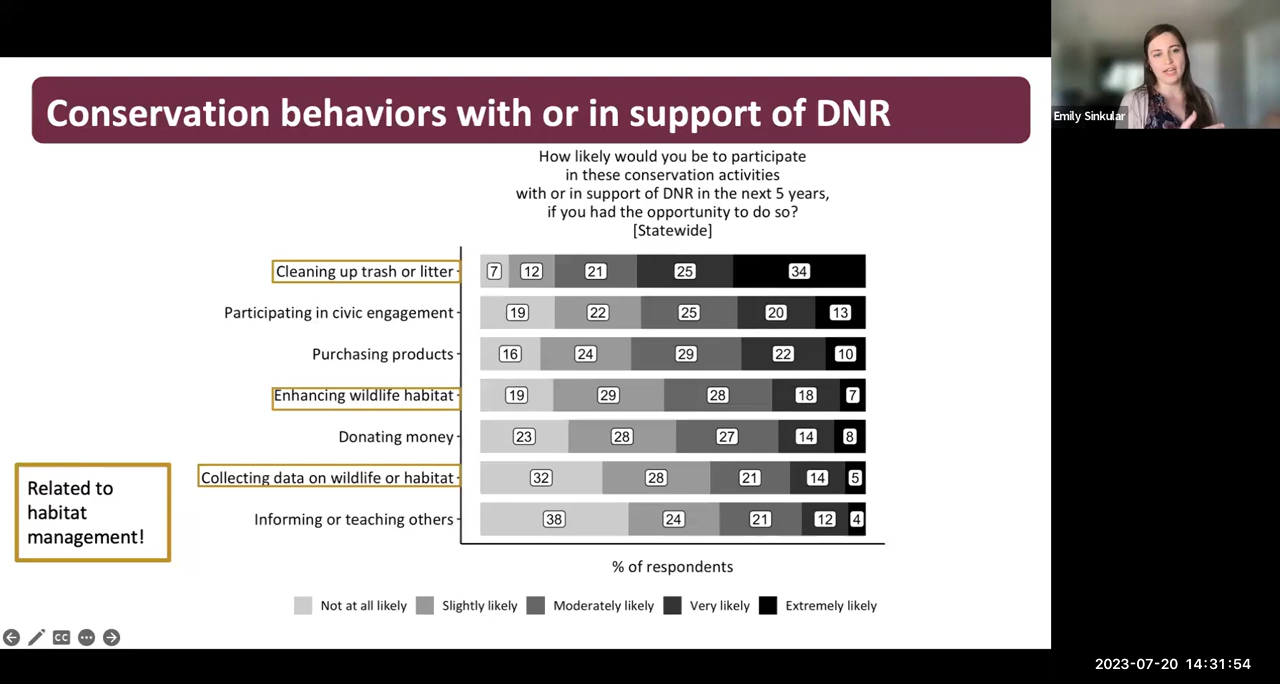 Conservation behaviors with or in support of DNR
Emily Sinkular
How likely would you be to participate
in these conservation activities
with or in support of DNR in the next 5 years,
if you had the opportunity to do so?
[Statewide]
Cleaning up trash or litter 7 12 21 25 34
Participating in civic engagement 19 22 25 20 13
Purchasing products 16 24 29 22 10
Enhancing wildlife habitat 19 29 28 18 7
Donating money 23 28 27 14 8
Collecting data on wildlife or habitat 32 28 21 14 5
Informing or teaching others 38 24 21 12 4
Related to
habitat
management!
% of respondents
Not at all likely Slightly likely Moderately likely Very likely Extremely likely
CC
2023-07-20 14:31:54